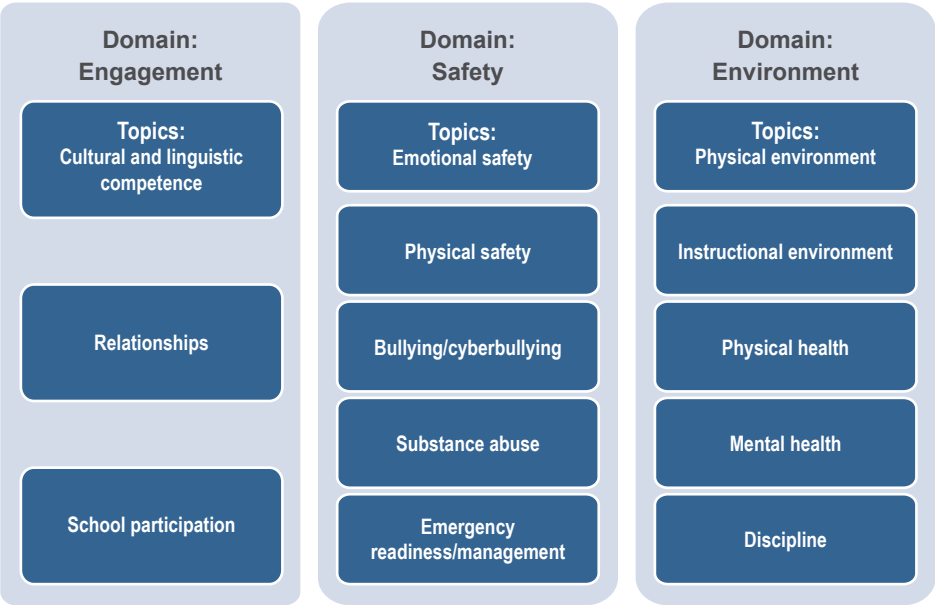 Domain:
Engagement
Topics:
Cultural and linguistic
competence
Relationships
School participation
Domain:
Safety
Topics:
Emotional safety
Physical safety
Bullying/cyberbullying
Substance abuse
Emergency
readiness/management
Domain:
Environment
Topics:
Physical environment
Instructional environment
Physical health
Mental health
Discipline